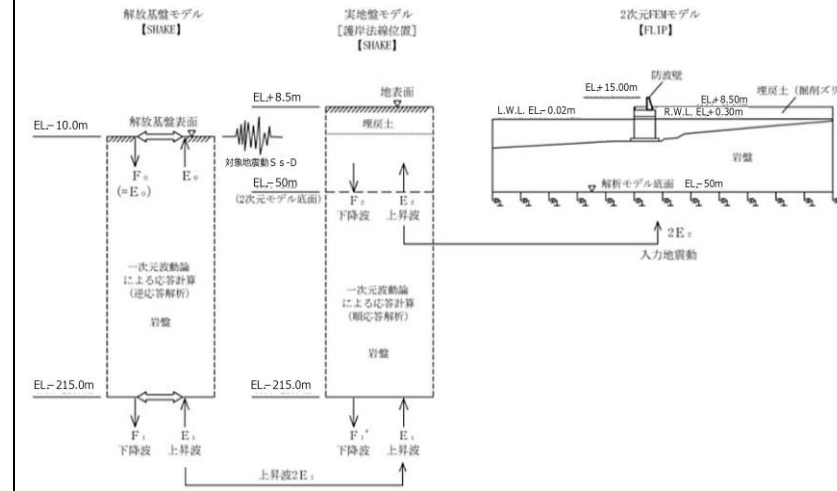 解放基盤モデル
【SHAKE】
実地盤モデル
[護岸法線位置]
【SHAKE】
2次元FEMモデル
【FLIP】
EL.+8.5m
地表面
埋戻土
EL.-10.0m
解放基盤表面
対象地震動Ｓｓ-D
F₀
(=E₀)
E₀
EL.-50m
(2次元モデル底面)
F₂
下降波
E₂
上昇波
防波壁
EL.+15.00m
EL.+8.50m
埋戻土（掘削ズリ
L.W.L. EL.-0.02m
R.W.L. EL.+0.30m
岩盤
解析モデル底面
EL.-50m
2E₂
入力地震動
一次元波動論
による応答計算
(逆応答解析)
岩盤
一次元波動論
による応答計算
(順応答解析)
岩盤
EL.-215.0m
EL.-215.0m
F₁
下降波
E₁
上昇波
F₁'
下降波
E₁
上昇波
上昇波2E₁